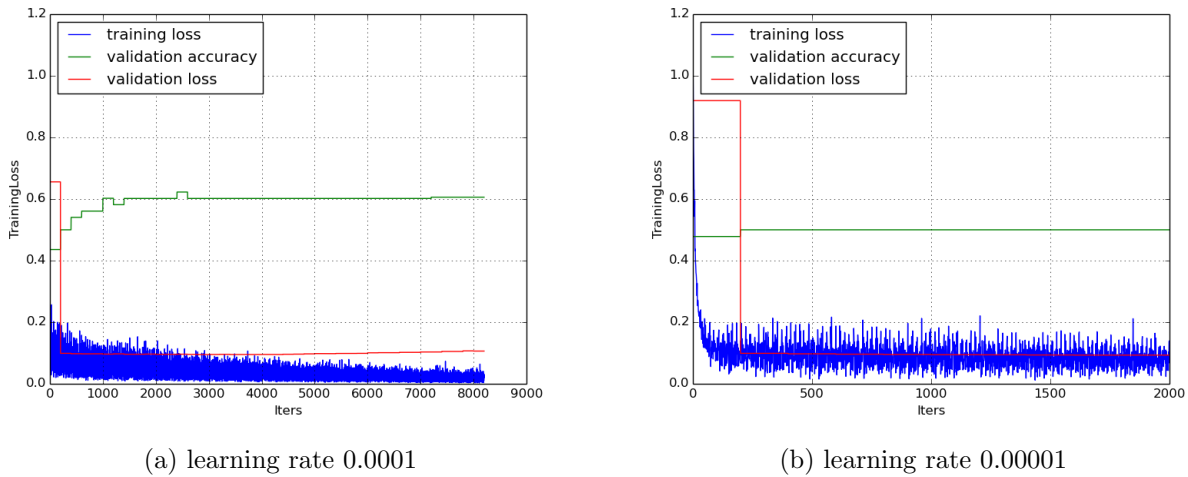 1.2
1.0
0.8
0.6
0.4
0.2
0.0
TrainingLoss
training loss
validation accuracy
validation loss
0 1000 2000 3000 4000 5000 6000 7000 8000 9000
Iters
(a) learning rate 0.0001
1.2
1.0
0.8
0.6
0.4
0.2
0.0
TrainingLoss
training loss
validation accuracy
validation loss
0 500 1000 1500 2000
Iters
(b) learning rate 0.00001